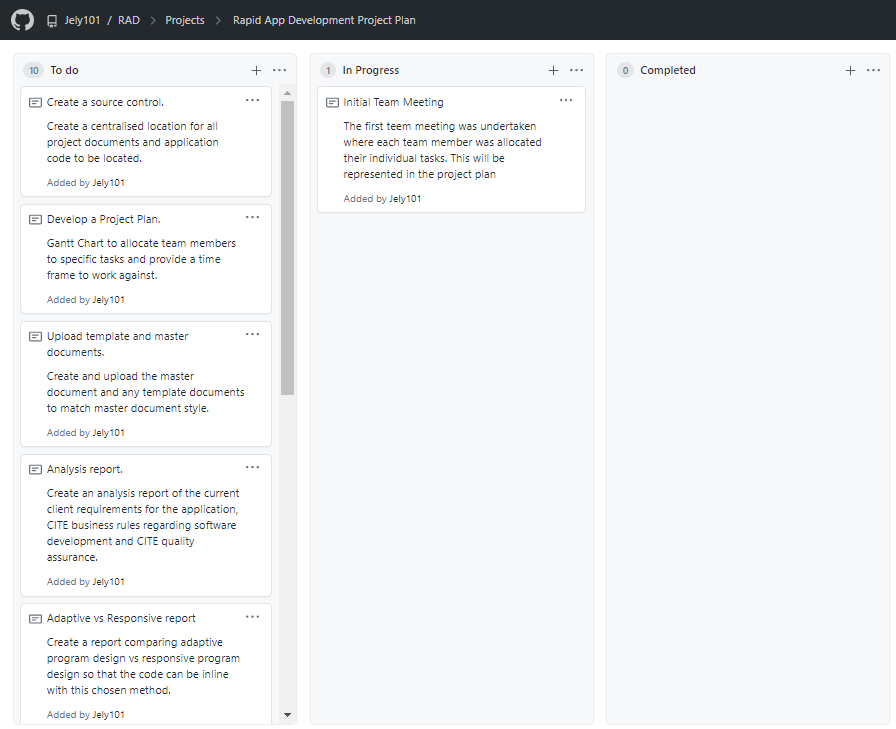 Jely101 / RAD > Projects > Rapid App Development Project Plan
10 To do
Create a source control.
Create a centralised location for all
project documents and application
code to be located.
Added by Jely101
Develop a Project Plan.
Gantt Chart to allocate team members
to specific tasks and provide a time
frame to work against.
Added by Jely101
Upload template and master
documents.
Create and upload the master
document and any template documents
to match master document style.
Added by Jely101
Analysis report.
Create an analysis report of the current
client requirements for the application,
CITE business rules regarding software
development and CITE quality
assurance.
Added by Jely101
Adaptive vs Responsive report
Create a report comparing adaptive
program design vs responsive program
design so that the code can be inline
with this chosen method.
Added by Jely101
1 In Progress
Initial Team Meeting
The first teem meeting was undertaken
where each team member was allocated
their individual tasks. This will be
represented in the project plan
Added by Jely101
0 Completed